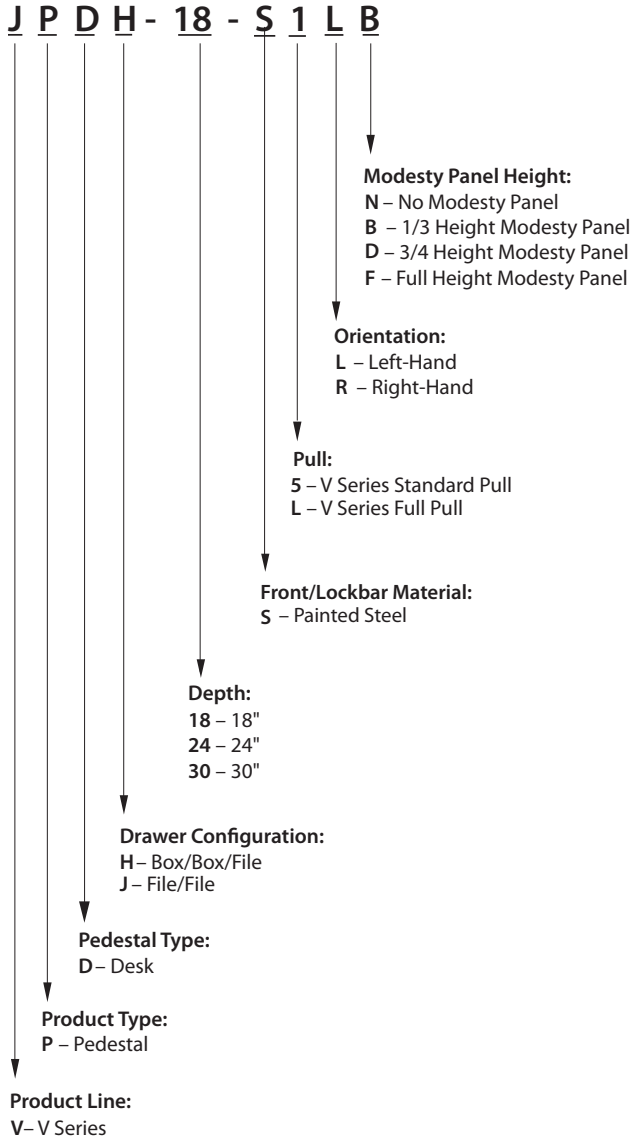 J P D H - 18 - S 1 L B
Modesty Panel Height:
N – No Modesty Panel
B – 1/3 Height Modesty Panel
D – 3/4 Height Modesty Panel
F – Full Height Modesty Panel
Orientation:
L – Left-Hand
R – Right-Hand
Pull:
5 – V Series Standard Pull
L – V Series Full Pull
Front/Lockbar Material:
S – Painted Steel
Depth:
18 – 18"
24 – 24"
30 – 30"
Drawer Configuration:
H – Box/Box/File
J – File/File
Pedestal Type:
D – Desk
Product Type:
P – Pedestal
Product Line:
V – V Series